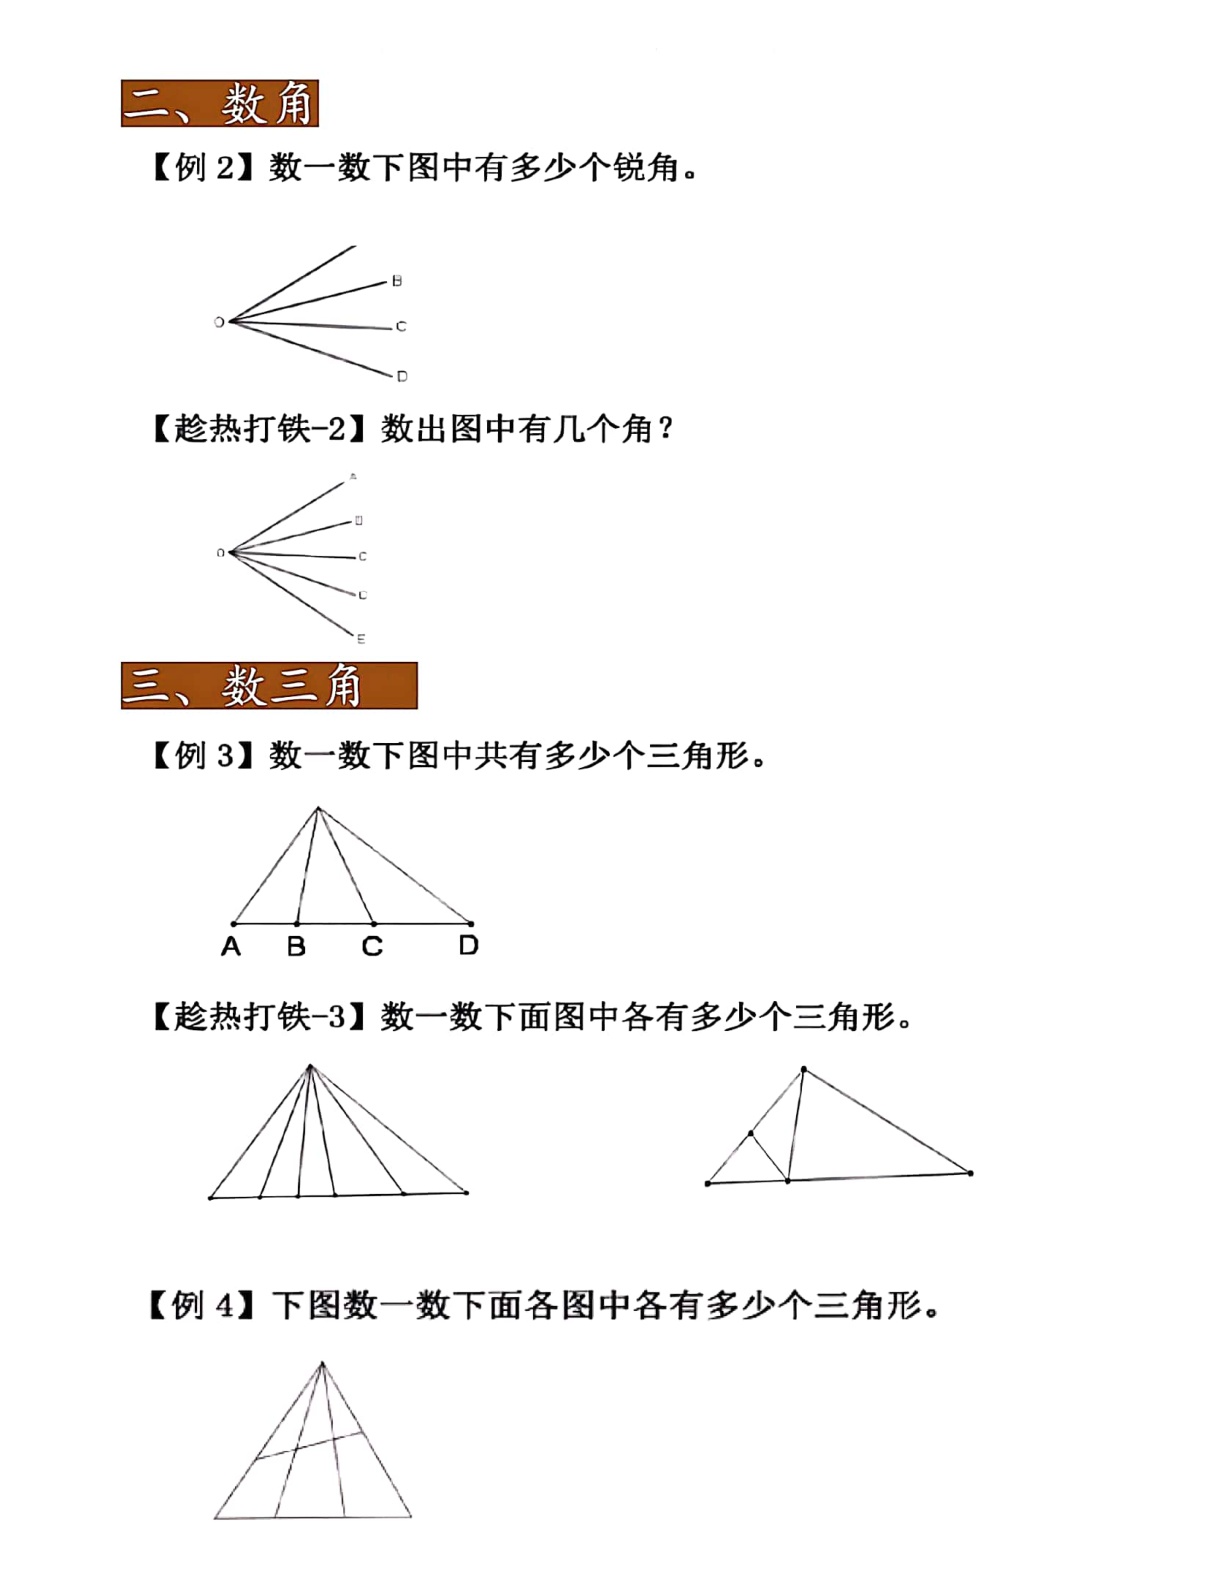 二、数角
【例 2】数一数下图中有多少个锐角。
B
O
C
D
【趁热打铁-2】数出图中有几个角？
A
B
O
C
E
三、数三角
【例 3】数一数下图中共有多少个三角形。
A B C D
【趁热打铁-3】数一数下面图中各有多少个三角形。
【例 4】下图数一数下面各图中各有多少个三角形。